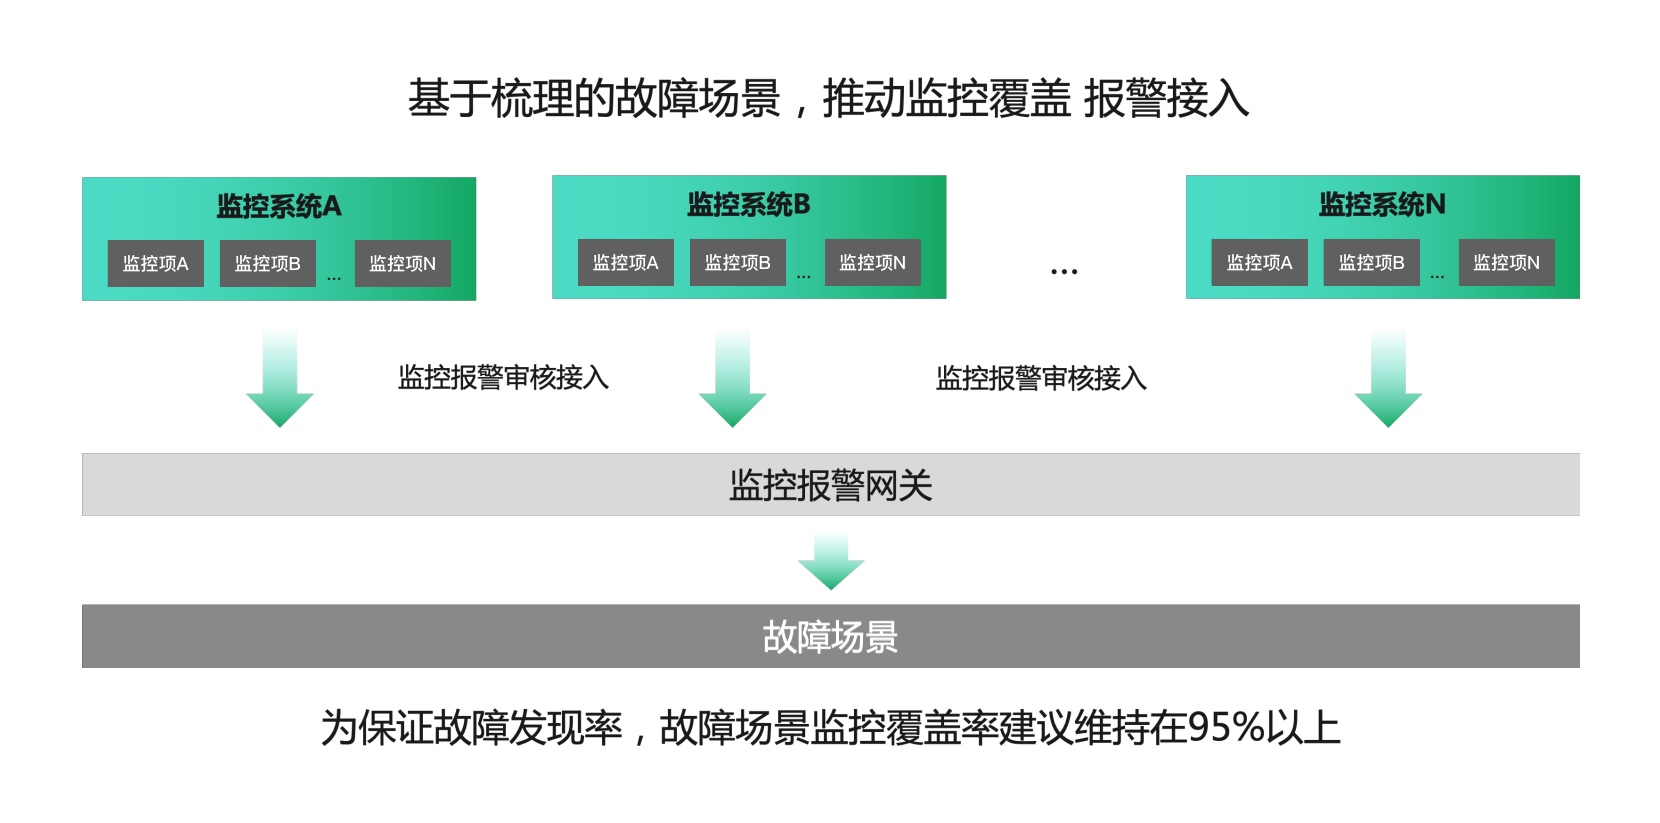 基于梳理的故障场景，推动监控覆盖 报警接入
监控系统A
监控项A 监控项B ... 监控项N
监控系统B
监控项A 监控项B ... 监控项N
...
监控系统N
监控项A 监控项B ... 监控项N
监控报警审核接入
监控报警审核接入
监控报警网关
故障场景
为保证故障发现率，故障场景监控覆盖率建议维持在95%以上